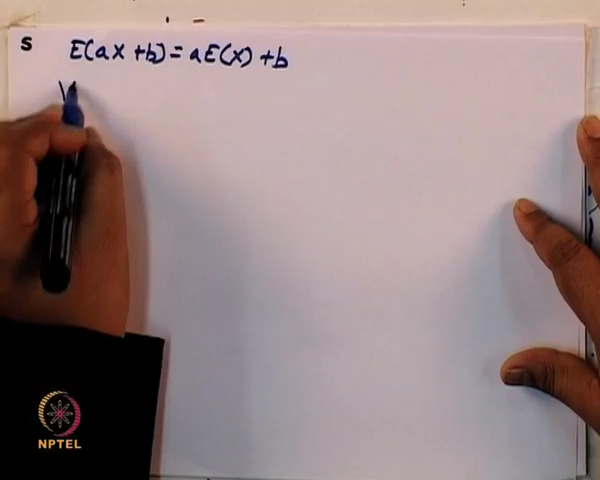 S
E(aX+b) = aE(X) + b
V
NPTEL